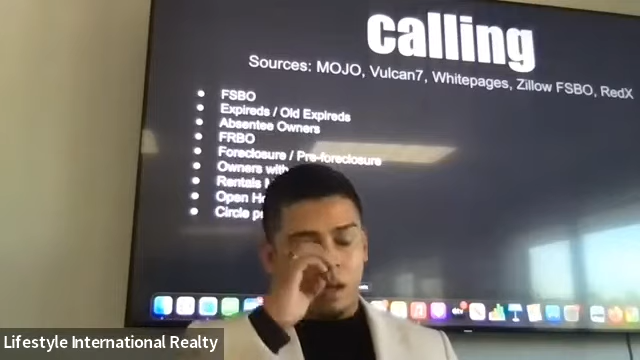 calling
Sources: MOJO, Vulcan7, Whitepages, Zillow FSBO, RedX
• FSBO
• Expireds / Old Expireds
• Absentee Owners
• FRBO
• Foreclosure / Pre-foreclosure
• Owners with
• Rentals
• Open
• Circle
Lifestyle International Realty